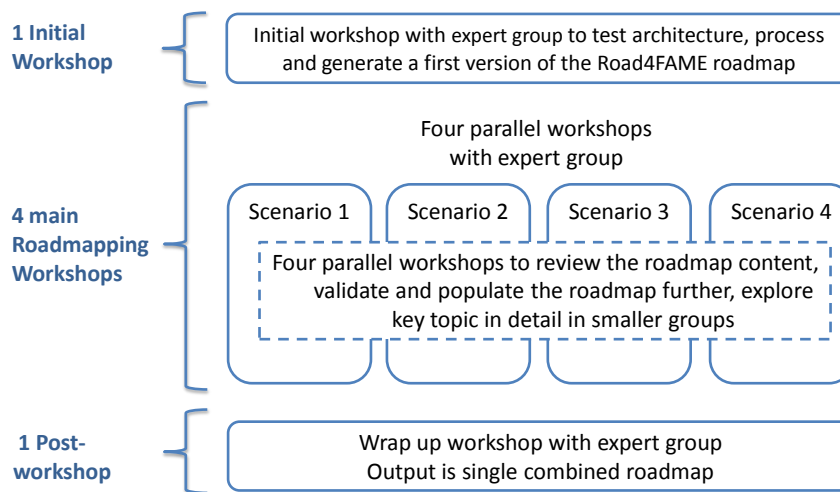 1 Initial
Workshop
Initial workshop with expert group to test architecture, process
and generate a first version of the Road4FAME roadmap
4 main
Roadmapping
Workshops
Four parallel workshops
with expert group
Scenario 1
Scenario 2
Scenario 3
Scenario 4
Four parallel workshops to review the roadmap content,
validate and populate the roadmap further, explore
key topic in detail in smaller groups
1 Post-
workshop
Wrap up workshop with expert group
Output is single combined roadmap